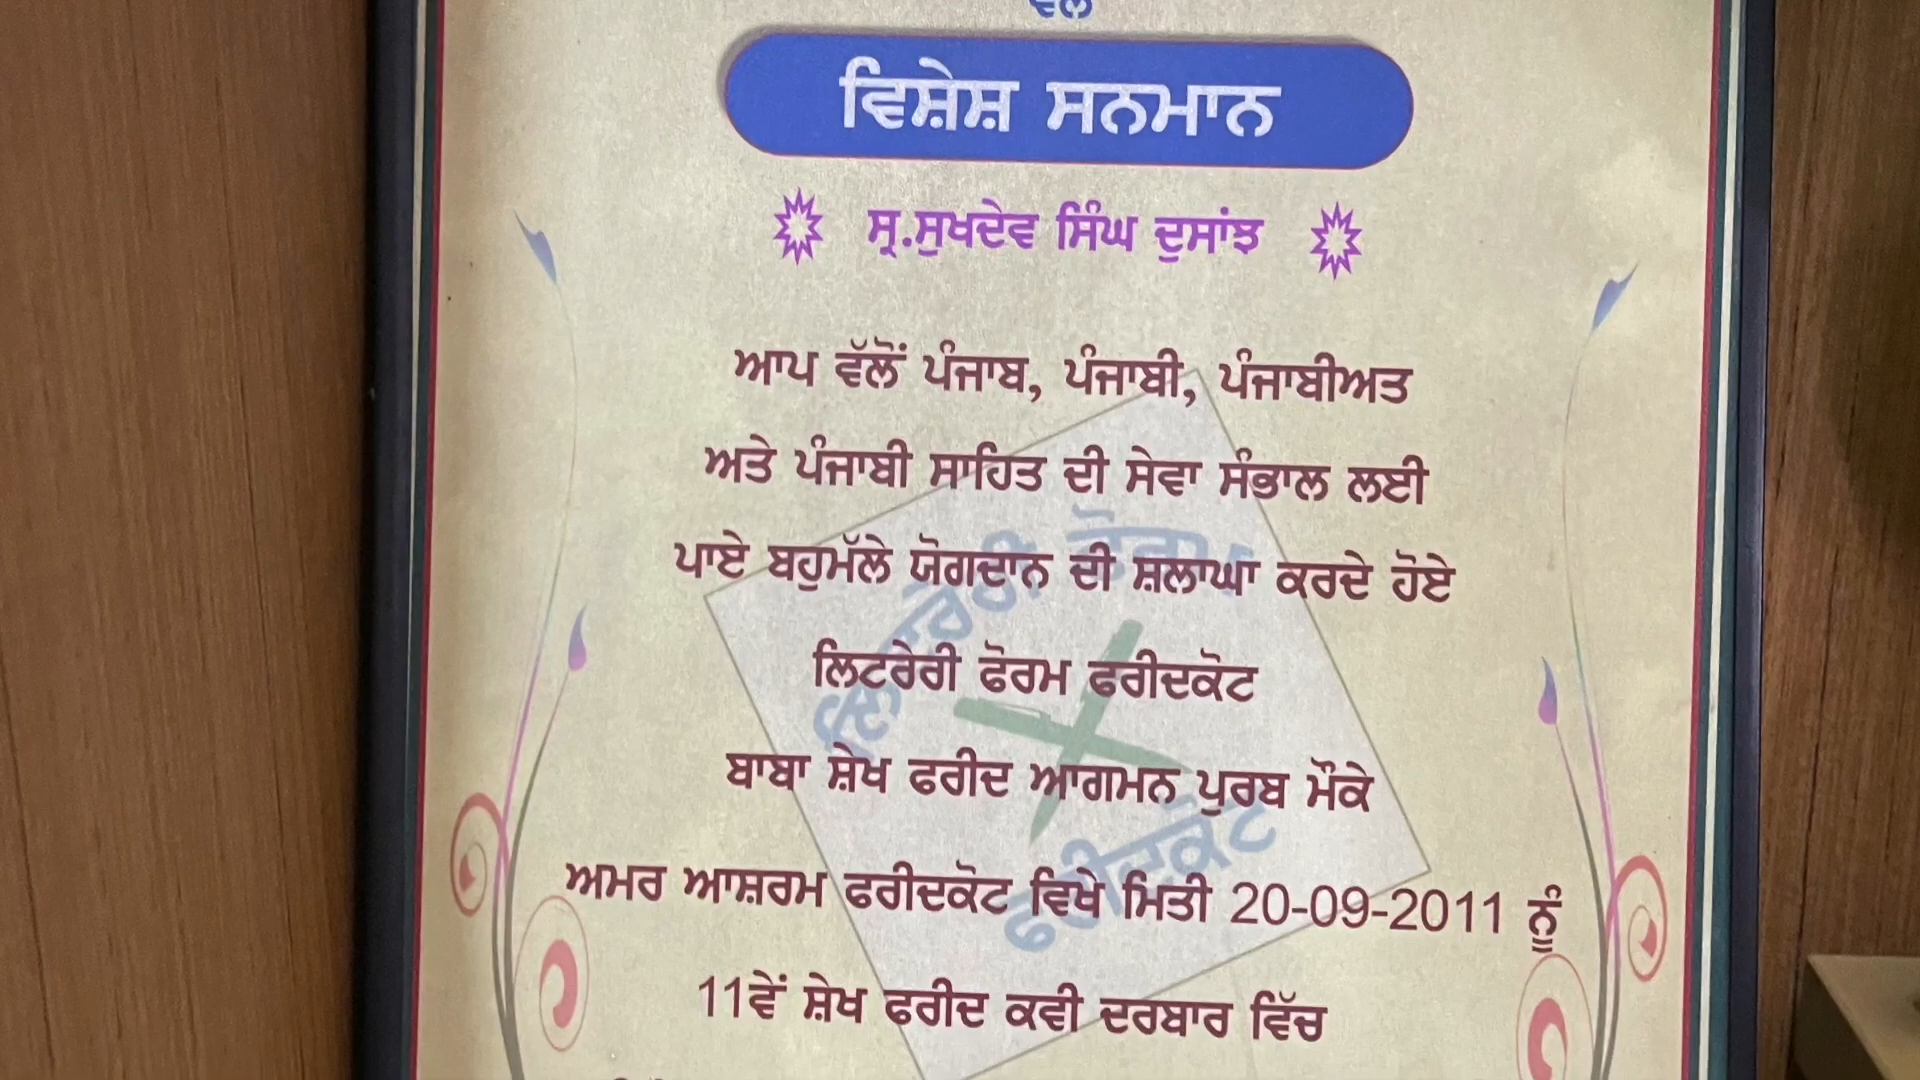 ਵਿਸ਼ੇਸ਼ ਸਨਮਾਨ
ਸ੍ਰ.ਸੁਖਦੇਵ ਸਿੰਘ ਦੁਸਾਂਝ
ਆਪ ਵੱਲੋਂ ਪੰਜਾਬ, ਪੰਜਾਬੀ, ਪੰਜਾਬੀਅਤ
ਅਤੇ ਪੰਜਾਬੀ ਸਾਹਿਤ ਦੀ ਸੇਵਾ ਸੰਭਾਲ ਲਈ
ਪਾਏ ਬਹੁਮੱਲੇ ਯੋਗਦਾਨ ਦੀ ਸ਼ਲਾਘਾ ਕਰਦੇ ਹੋਏ
ਲਿਟਰੇਰੀ ਫੋਰਮ ਫਰੀਦਕੋਟ
ਬਾਬਾ ਸ਼ੇਖ ਫਰੀਦ ਆਗਮਨ ਪੁਰਬ ਮੌਕੇ
ਅਮਰ ਆਸ਼ਰਮ ਫਰੀਦਕੋਟ ਵਿਖੇ ਮਿਤੀ 20-09-2011 ਨੂੰ
11ਵੇਂ ਸ਼ੇਖ ਫਰੀਦ ਕਵੀ ਦਰਬਾਰ ਵਿੱਚ